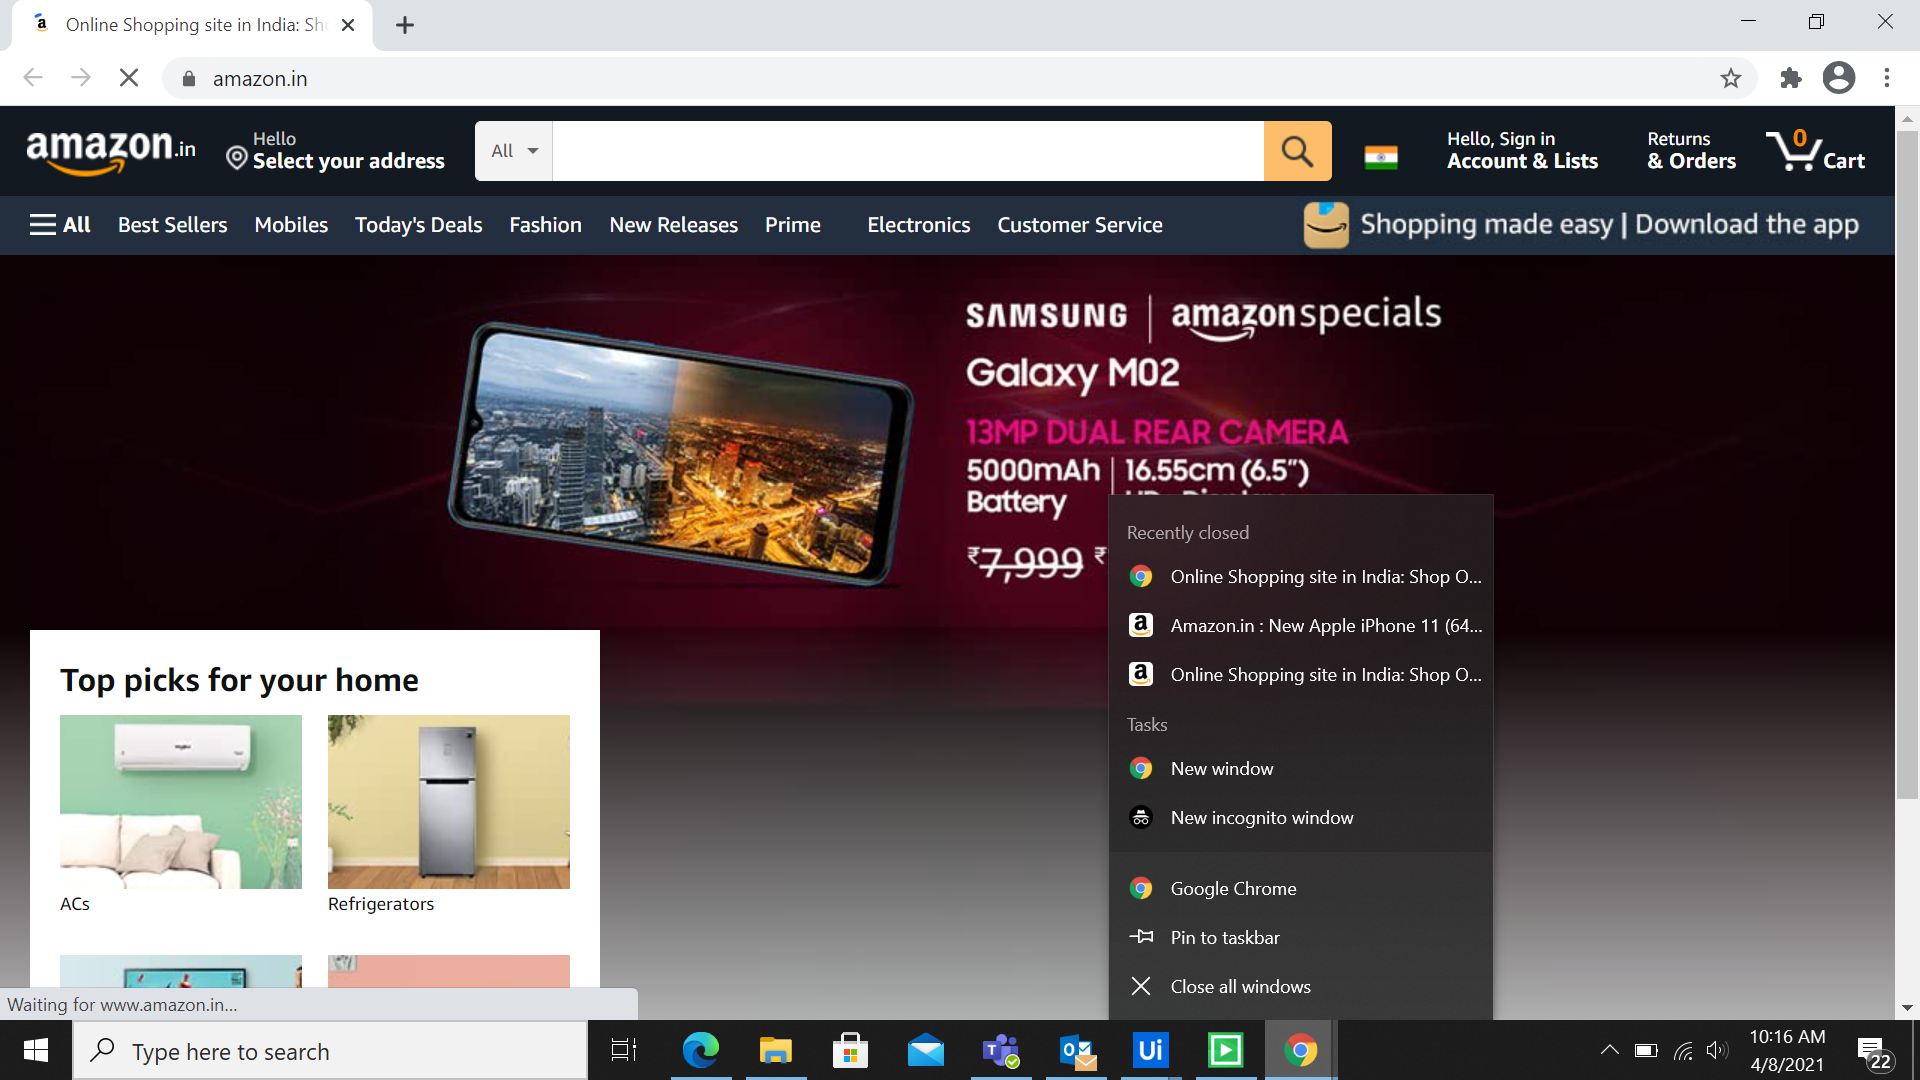 Online Shopping site in India: Sh
amazon.in
amazon.in
Hello
Select your address
All
Hello, Sign in
Account & Lists
Returns
& Orders
0
Cart
All
Best Sellers
Mobiles
Today's Deals
Fashion
New Releases
Prime
Electronics
Customer Service
Shopping made easy | Download the app
SAMSUNG | amazonspecials
Galaxy M02
13MP DUAL REAR CAMERA
5000mAh Battery
16.55cm (6.5")
₹7,999 ₹
Top picks for your home
ACs
Refrigerators
Recently closed
Online Shopping site in India: Shop O...
Amazon.in : New Apple iPhone 11 (64...
Online Shopping site in India: Shop O...
Tasks
New window
New incognito window
Google Chrome
Pin to taskbar
Close all windows
Waiting for www.amazon.in...
Type here to search
Ui
10:16 AM
4/8/2021
22